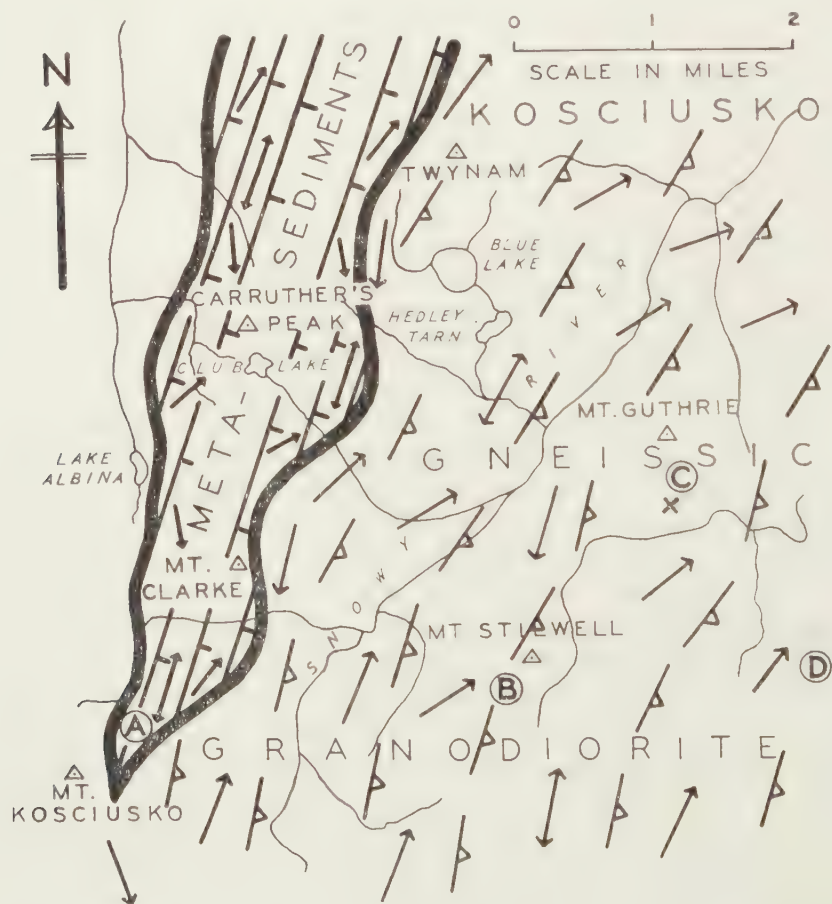 0 1 2
SCALE IN MILES
N
KOSCIUSKO
SEDIMENTS
TWYNAM
BLUE
LAKE
CARRUTHER'S
PEAK
HEDLEY
TARN
RIVER
CLUB LAKE
MT. GUTHRIE
META-
LAKE
ALBINA
GNEISSIC
C
MT.
CLARKE
SNOWY
MT STILWELL
B
D
A
GRANODIORITE
MT.
KOSCIUSKO